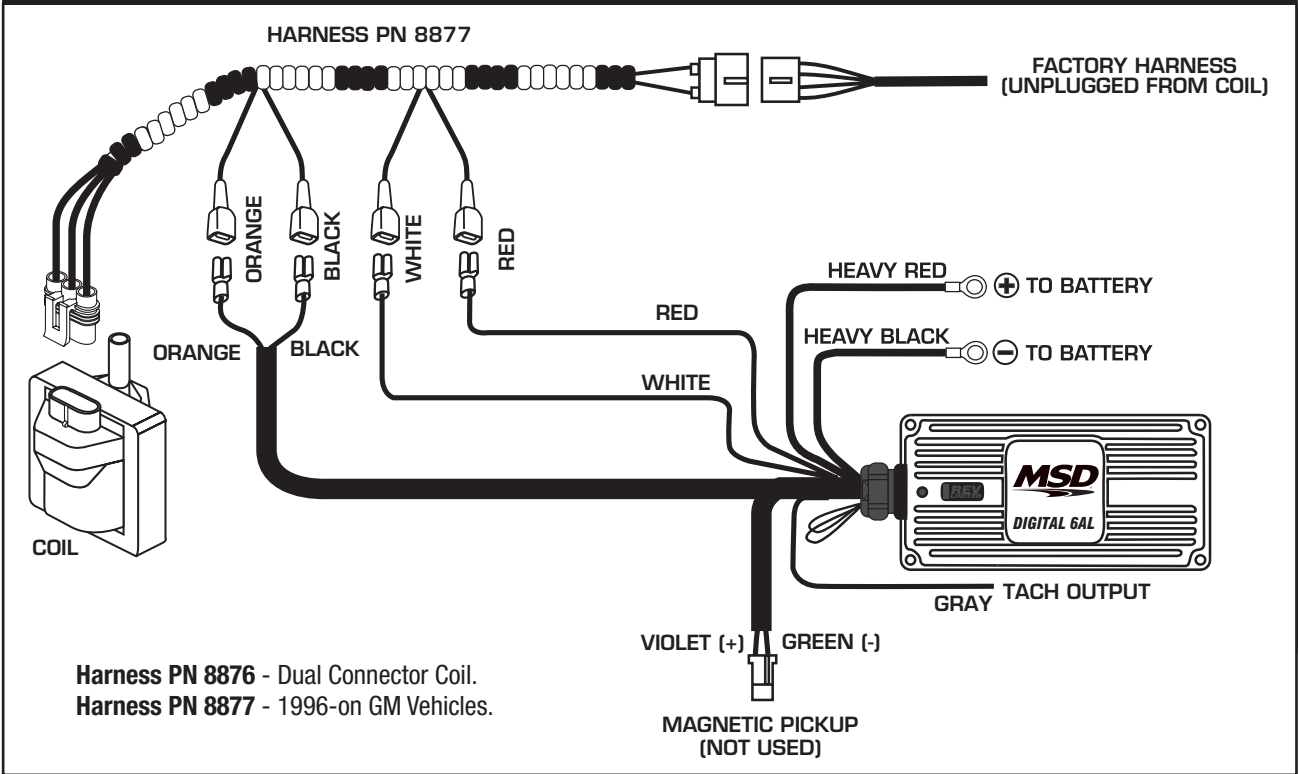 HARNESS PN 8877
FACTORY HARNESS
(UNPLUGGED FROM COIL)
ORANGE
BLACK
WHITE
RED
HEAVY RED
+ TO BATTERY
RED
HEAVY BLACK
- TO BATTERY
ORANGE
BLACK
WHITE
COIL
REV
MSD
DIGITAL 6AL
GRAY
TACH OUTPUT
VIOLET (+)
GREEN (-)
MAGNETIC PICKUP
(NOT USED)
Harness PN 8876 - Dual Connector Coil.
Harness PN 8877 - 1996-on GM Vehicles.